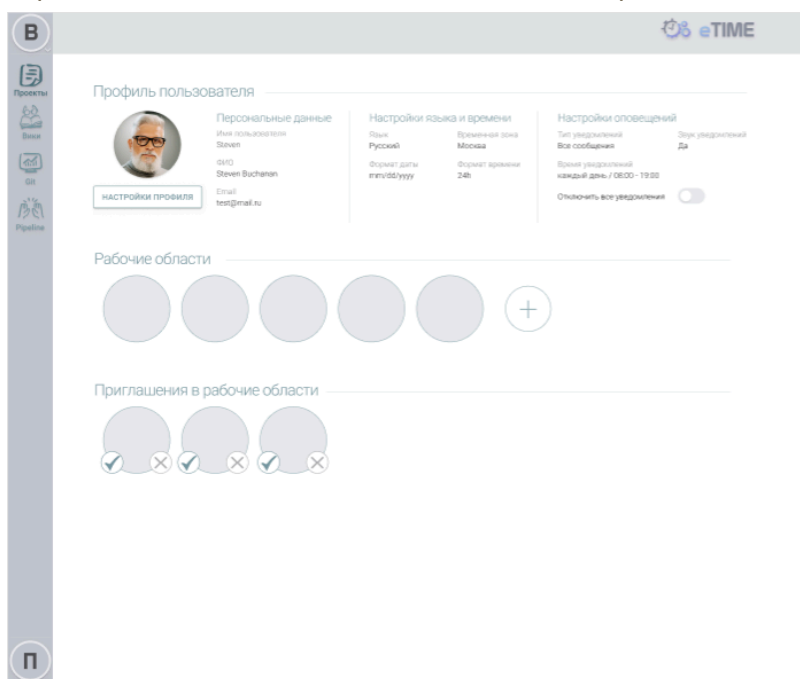 В
eTIME
Проекты
Вики
Git
Pipeline
Профиль пользователя
Персональные данные
Имя пользователя
Steven
ФИО
Steven Buchanan
Email
test@mail.ru
НАСТРОЙКИ ПРОФИЛЯ
Настройки языка и времени
Язык
Временная зона
Русский
Москва
Формат даты
Формат времени
mm/dd/yyyy
24h
Настройки оповещений
Тип уведомлений
Звук уведомлений
Все сообщения
Да
Время уведомлений
каждый день / 08:00 - 19:00
Отключить все уведомления
Рабочие области
Приглашения в рабочие области
П